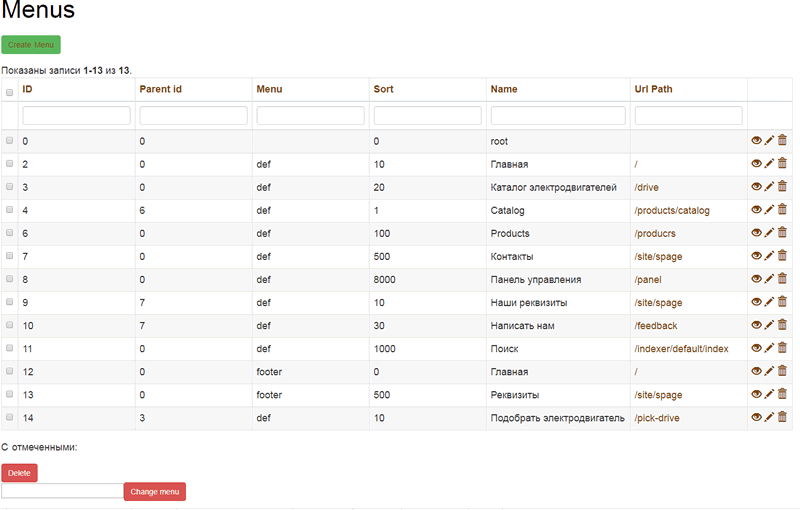 Menus
Create Menu
Показаны записи 1-13 из 13.
ID Parent id Menu Sort Name Url Path
0 0 0 root
2 0 def 10 Главная /
3 0 def 20 Каталог электродвигателей /drive
4 6 def 1 Catalog /products/catalog
6 0 def 100 Products /producrs
7 0 def 500 Контакты /site/spage
8 0 def 8000 Панель управления /panel
9 7 def 10 Наши реквизиты /site/spage
10 7 def 30 Написать нам /feedback
11 0 def 1000 Поиск /indexer/default/index
12 0 footer 0 Главная /
13 0 footer 500 Реквизиты /site/spage
14 3 def 10 Подобрать электродвигатель /pick-drive
С отмеченными:
Delete
Change menu